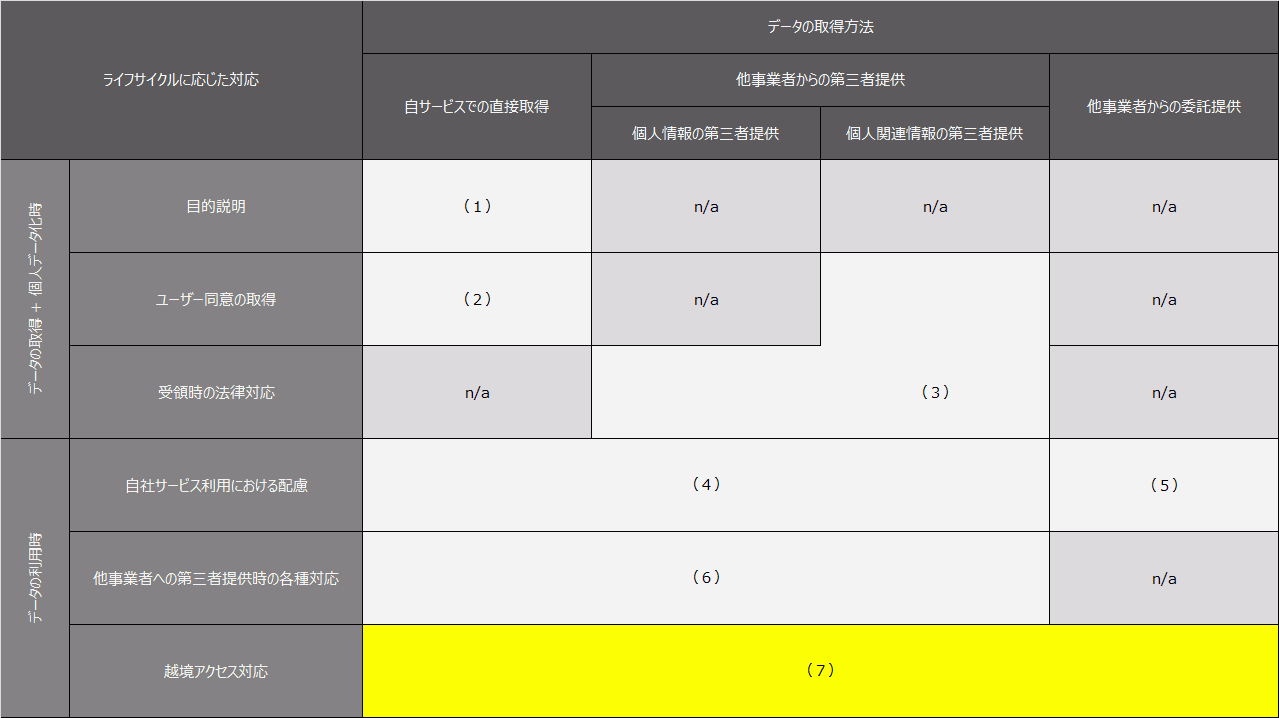 データの取得方法
ライフサイクルに応じた対応
自サービスでの直接取得
他事業者からの第三者提供
他事業者からの委託提供
個人情報の第三者提供
個人関連情報の第三者提供
データの取得 + 個人データ化時
目的説明
（1）
n/a
n/a
n/a
ユーザー同意の取得
（2）
n/a
n/a
受領時の法律対応
n/a
（3）
n/a
データの利用時
自社サービス利用における配慮
（4）
（5）
他事業者への第三者提供時の各種対応
（6）
n/a
越境アクセス対応
（7）